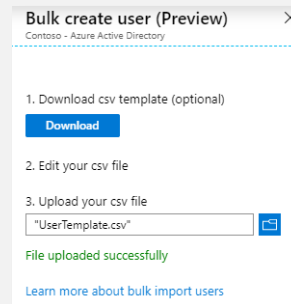 Bulk create user (Preview)
Contoso - Azure Active Directory
1. Download csv template (optional)
Download
2. Edit your csv file
3. Upload your csv file
"UserTemplate.csv"
File uploaded successfully
Learn more about bulk import users